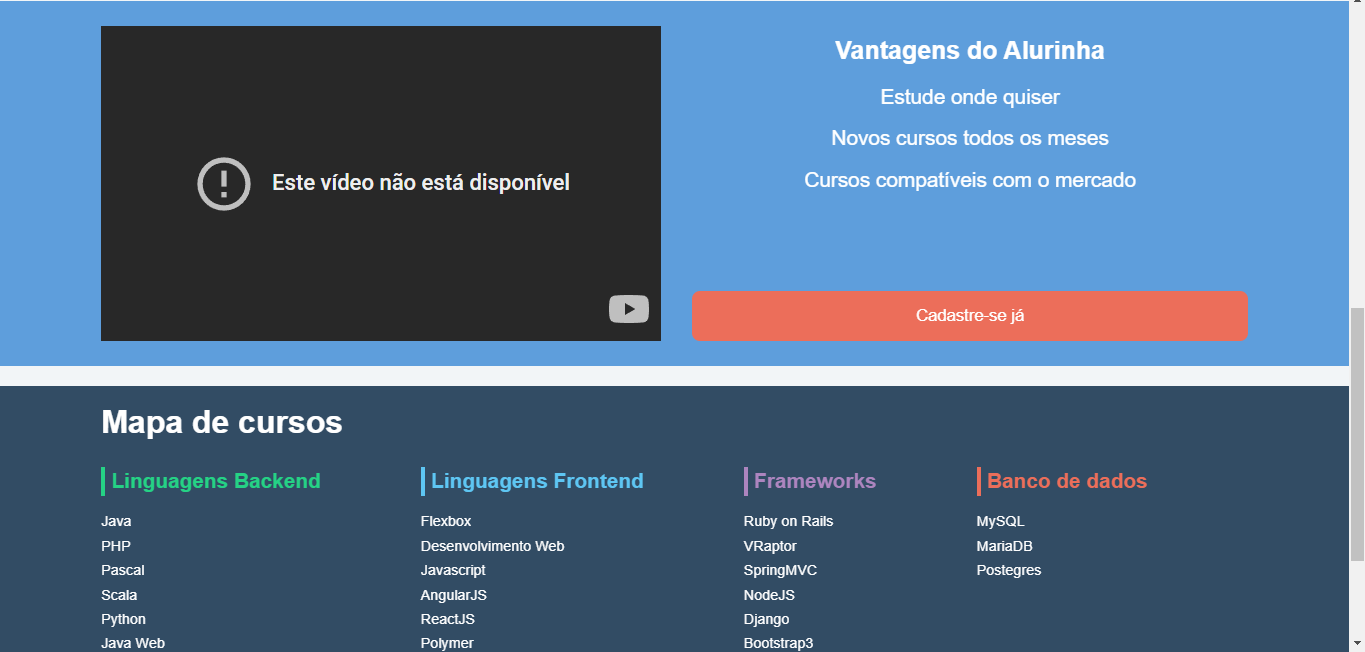 Este vídeo não está disponível
Vantagens do Alurinha
Estude onde quiser
Novos cursos todos os meses
Cursos compatíveis com o mercado
Cadastre-se já
Mapa de cursos
Linguagens Backend
Java
PHP
Pascal
Scala
Python
Java Web
Linguagens Frontend
Flexbox
Desenvolvimento Web
Javascript
AngularJS
ReactJS
Polymer
Frameworks
Ruby on Rails
VRaptor
SpringMVC
NodeJS
Django
Bootstrap3
Banco de dados
MySQL
MariaDB
Postegres